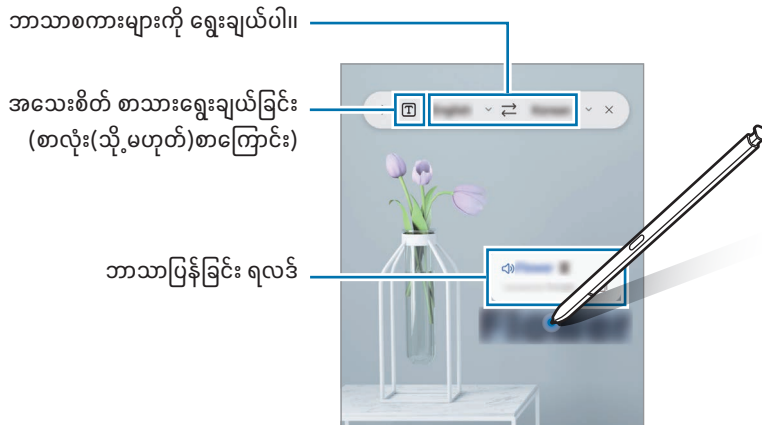 ဘာသာစကားများကို ရွေးချယ်ပါ။
အသေးစိတ် စာသားရွေးချယ်ခြင်း
(စာလုံး(သို့မဟုတ်)စာကြောင်း)
ဘာသာပြန်ခြင်း ရလဒ်